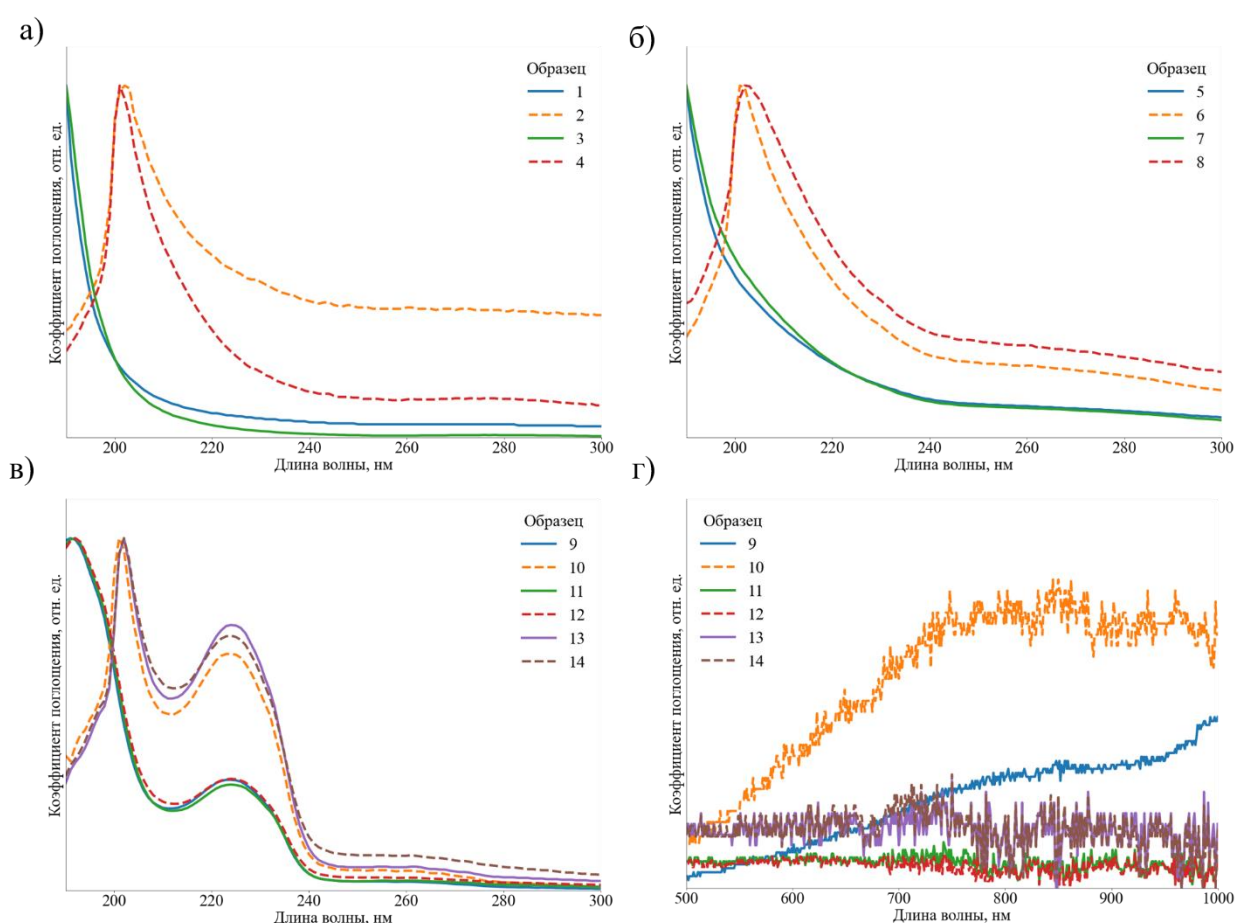 а)
Коэффициент поглощения, отн. ед.
Образец
1
2
3
4
200 220 240 260 280 300
Длина волны, нм
б)
Коэффициент поглощения, отн. ед.
Образец
5
6
7
8
200 220 240 260 280 300
Длина волны, нм
в)
Коэффициент поглощения, отн. ед.
Образец
9
10
11
12
13
14
200 220 240 260 280 300
Длина волны, нм
г)
Коэффициент поглощения, отн. ед.
Образец
9
10
11
12
13
14
500 600 700 800 900 1000
Длина волны, нм